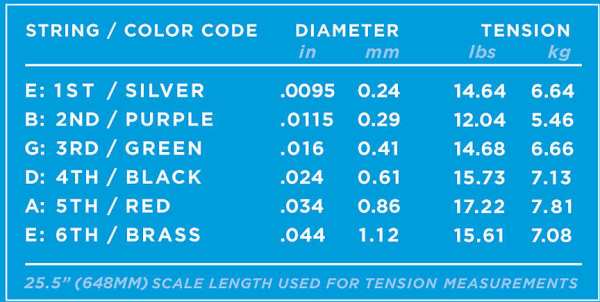 STRING / COLOR CODE DIAMETER TENSION
in mm lbs kg
E: 1ST / SILVER .0095 0.24 14.64 6.64
B: 2ND / PURPLE .0115 0.29 12.04 5.46
G: 3RD / GREEN .016 0.41 14.68 6.66
D: 4TH / BLACK .024 0.61 15.73 7.13
A: 5TH / RED .034 0.86 17.22 7.81
E: 6TH / BRASS .044 1.12 15.61 7.08
25.5" (648MM) SCALE LENGTH USED FOR TENSION MEASUREMENTS